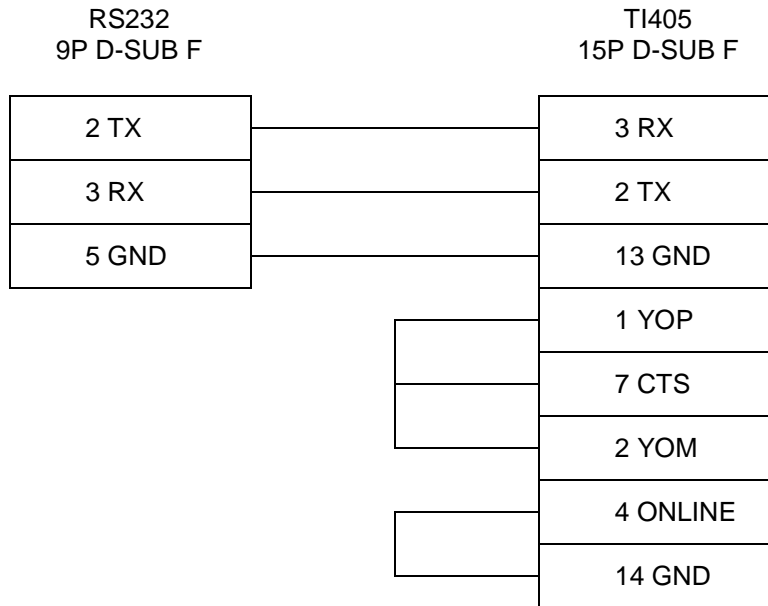 RS232
9P D-SUB F
TI405
15P D-SUB F
2 TX
3 RX
3 RX
2 TX
5 GND
13 GND
1 YOP
7 CTS
2 YOM
4 ONLINE
14 GND